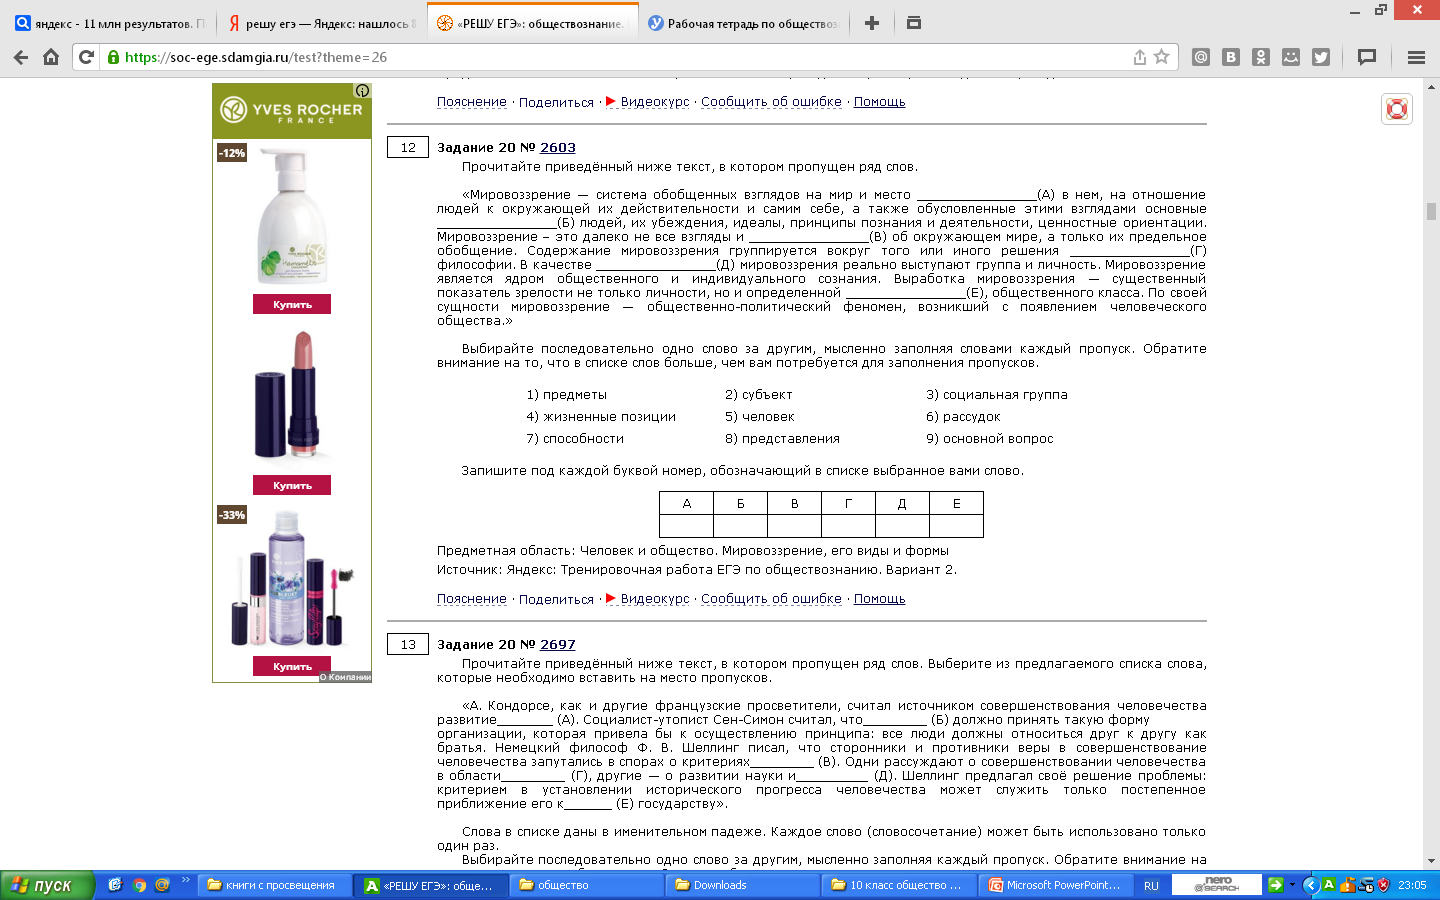 яндекс - 11 млн результатов. П
решу егэ — Яндекс: нашлось 8
«РЕШУ ЕГЭ»: обществознание.
Рабочая тетрадь по общество
https://soc-ege.sdamgia.ru/test?theme=26
Пояснение · Поделиться · Видеокурс · Сообщить об ошибке · Помощь
YVES ROCHER
FRANCE
-12%
Купить
Купить
-33%
Купить
О Компании
12
Задание 20 № 2603
Прочитайте приведённый ниже текст, в котором пропущен ряд слов.
«Мировоззрение — система обобщенных взглядов на мир и место _______________(А) в нем, на отношение
людей к окружающей их действительности и самим себе, а также обусловленные этими взглядами основные
_______________(Б) людей, их убеждения, идеалы, принципы познания и деятельности, ценностные ориентации.
Мировоззрение – это далеко не все взгляды и _______________(В) об окружающем мире, а только их предельное
обобщение. Содержание мировоззрения группируется вокруг того или иного решения _______________(Г)
философии. В качестве _______________(Д) мировоззрения реально выступают группа и личность. Мировоззрение
является ядром общественного и индивидуального сознания. Выработка мировоззрения — существенный
показатель зрелости не только личности, но и определенной _______________(Е), общественного класса. По своей
сущности мировоззрение — общественно-политический феномен, возникший с появлением человеческого
общества.»
Выбирайте последовательно одно слово за другим, мысленно заполняя словами каждый пропуск. Обратите
внимание на то, что в списке слов больше, чем вам потребуется для заполнения пропусков.
1) предметы 2) субъект 3) социальная группа
4) жизненные позиции 5) человек 6) рассудок
7) способности 8) представления 9) основной вопрос
Запишите под каждой буквой номер, обозначающий в списке выбранное вами слово.
А Б В Г Д Е
Предметная область: Человек и общество. Мировоззрение, его виды и формы
Источник: Яндекс: Тренировочная работа ЕГЭ по обществознанию. Вариант 2.
Пояснение · Поделиться · Видеокурс · Сообщить об ошибке · Помощь
13
Задание 20 № 2697
Прочитайте приведённый ниже текст, в котором пропущен ряд слов. Выберите из предлагаемого списка слова,
которые необходимо вставить на место пропусков.
«А. Кондорсе, как и другие французские просветители, считал источником совершенствования человечества
развитие_______ (А). Социалист-утопист Сен-Симон считал, что________ (Б) должно принять такую форму
организации, которая привела бы к осуществлению принципа: все люди должны относиться друг к другу как
братья. Немецкий философ Ф. В. Шеллинг писал, что сторонники и противники веры в совершенствование
человечества запутались в спорах о критериях________ (В). Одни рассуждают о совершенствовании человечества
в области________ (Г), другие — о развитии науки и_________ (Д). Шеллинг предлагал своё решение проблемы:
критерием в установлении исторического прогресса человечества может служить только постепенное
приближение его к______ (Е) государству».
Слова в списке даны в именительном падеже. Каждое слово (словосочетание) может быть использовано только
один раз.
Выбирайте последовательно одно слово за другим, мысленно заполняя каждый пропуск. Обратите внимание на
пуск
книги с просвещения
«РЕШУ ЕГЭ»: обще...
общество
Downloads
10 класс общество ...
Microsoft PowerPoint...
RU
nero
SEARCH
23:05